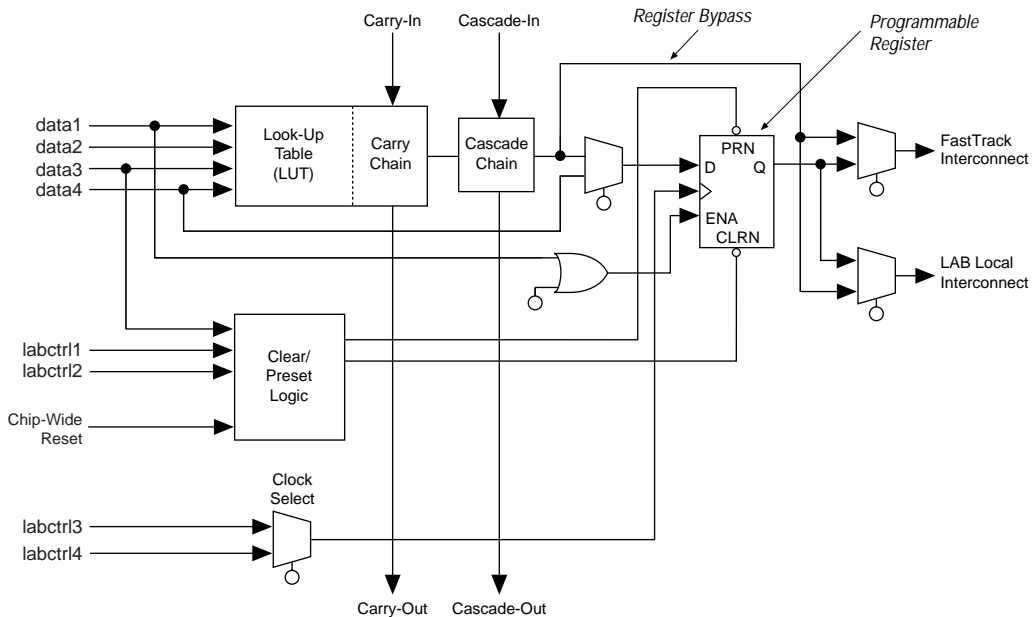 Carry-In
Cascade-In
Register Bypass
Programmable
Register
data1
data2
data3
data4
Look-Up
Table
(LUT)
Carry
Chain
Cascade
Chain
PRN
D
Q
ENA
CLRN
FastTrack
Interconnect
LAB Local
Interconnect
labctrl1
labctrl2
Clear/
Preset
Logic
Chip-Wide
Reset
Clock
Select
labctrl3
labctrl4
Carry-Out
Cascade-Out